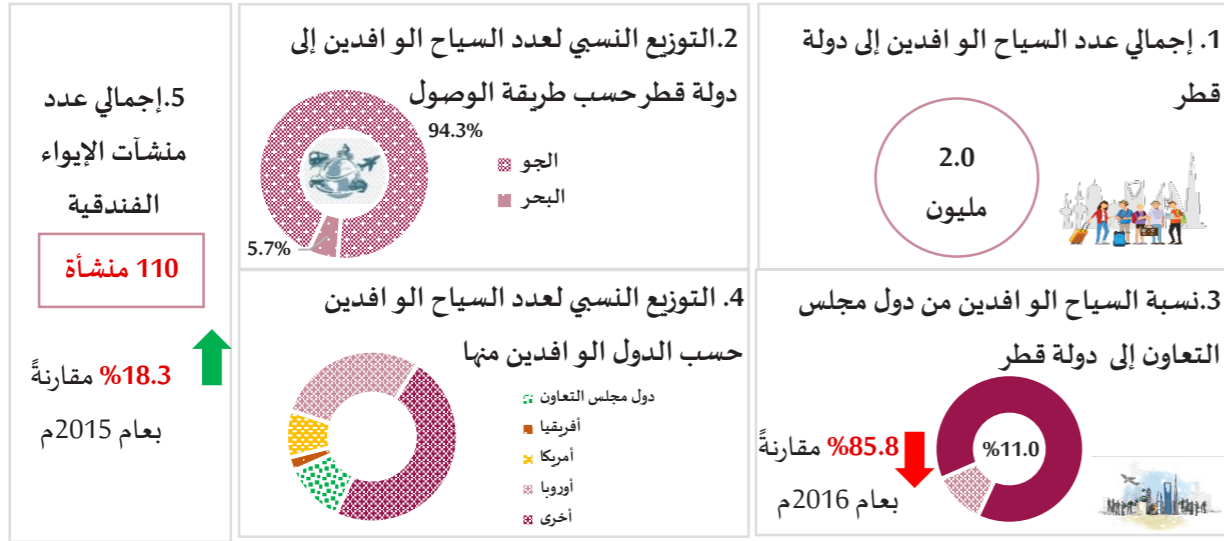 1. إجمالي عدد السياح الو افدين إلى دولة
قطر
2.0
مليون
2.التوزيع النسبي لعدد السياح الو افدين إلى
دولة قطر حسب طريقة الوصول
94.3%
الجو
البحر
5.7%
3.نسبة السياح الو افدين من دول مجلس
التعاون إلى دولة قطر
%11.0
%85.8 مقارنةً
بعام 2016م
4. التوزيع النسبي لعدد السياح الو افدين
حسب الدول الو افدين منها
دول مجلس التعاون
أفريقيا
أمريكا
أوروبا
أخرى
5.إجمالي عدد
منشآت الإيواء
الفندقية
110 منشأة
%18.3 مقارنةً
بعام 2015م